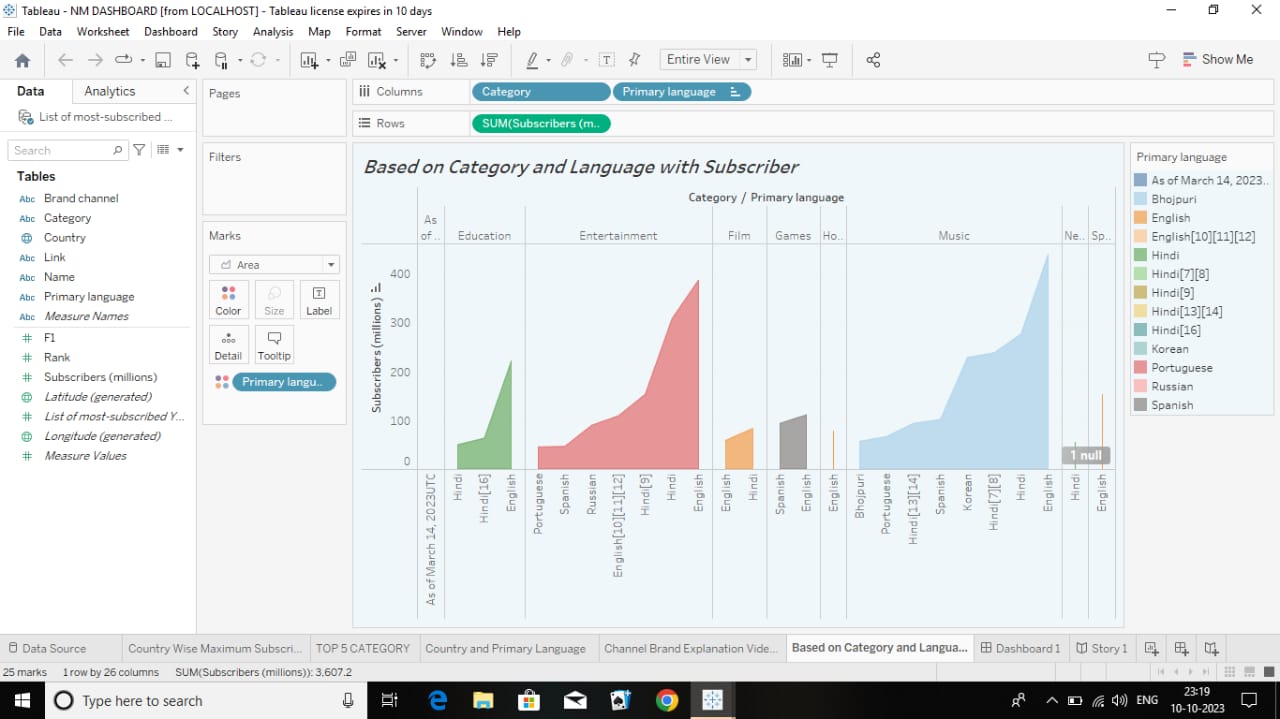 Tableau - NM DASHBOARD [from LOCALHOST] - Tableau license expires in 10 days
File Data Worksheet Dashboard Story Analysis Map Format Server Window Help
Entire View
Show Me
Data Analytics
List of most-subscribed ...
Search
Tables
Abc Brand channel
Abc Category
Country
Abc Link
Abc Name
Abc Primary language
Abc Measure Names
F1
Rank
Subscribers (millions)
Latitude (generated)
List of most-subscribed Y...
Longitude (generated)
Measure Values
Pages
Filters
Marks
Area
Color Size Label
Detail Tooltip
Primary langu..
Columns Category Primary language
Rows SUM(Subscribers (m..
Based on Category and Language with Subscriber
Category / Primary language
As of .. Education Entertainment Film Games Ho.. Music Ne.. Sp..
Subscribers (millions)
400
300
200
100
0
1 null
As of March 14, 2023UTC
Hindi
Hindi[16]
English
Portuguese
Spanish
Russian
English[10][11][12]
Hindi[9]
Hindi
English
English
Hindi
Spanish
English
English
Bhojpuri
Portuguese
Hindi[13][14]
Spanish
Korean
Hindi[7][8]
Hindi
English
Hindi
English
Primary language
As of March 14, 2023..
Bhojpuri
English
English[10][11][12]
Hindi
Hindi[7][8]
Hindi[9]
Hindi[13][14]
Hindi[16]
Korean
Portuguese
Russian
Spanish
Data Source Country Wise Maximum Subscri... TOP 5 CATEGORY Country and Primary Language Channel Brand Explanation Vide... Based on Category and Langua... Dashboard 1 Story 1
25 marks 1 row by 26 columns SUM(Subscribers (millions)): 3,607.2
Type here to search
ENG
23:19
10-10-2023